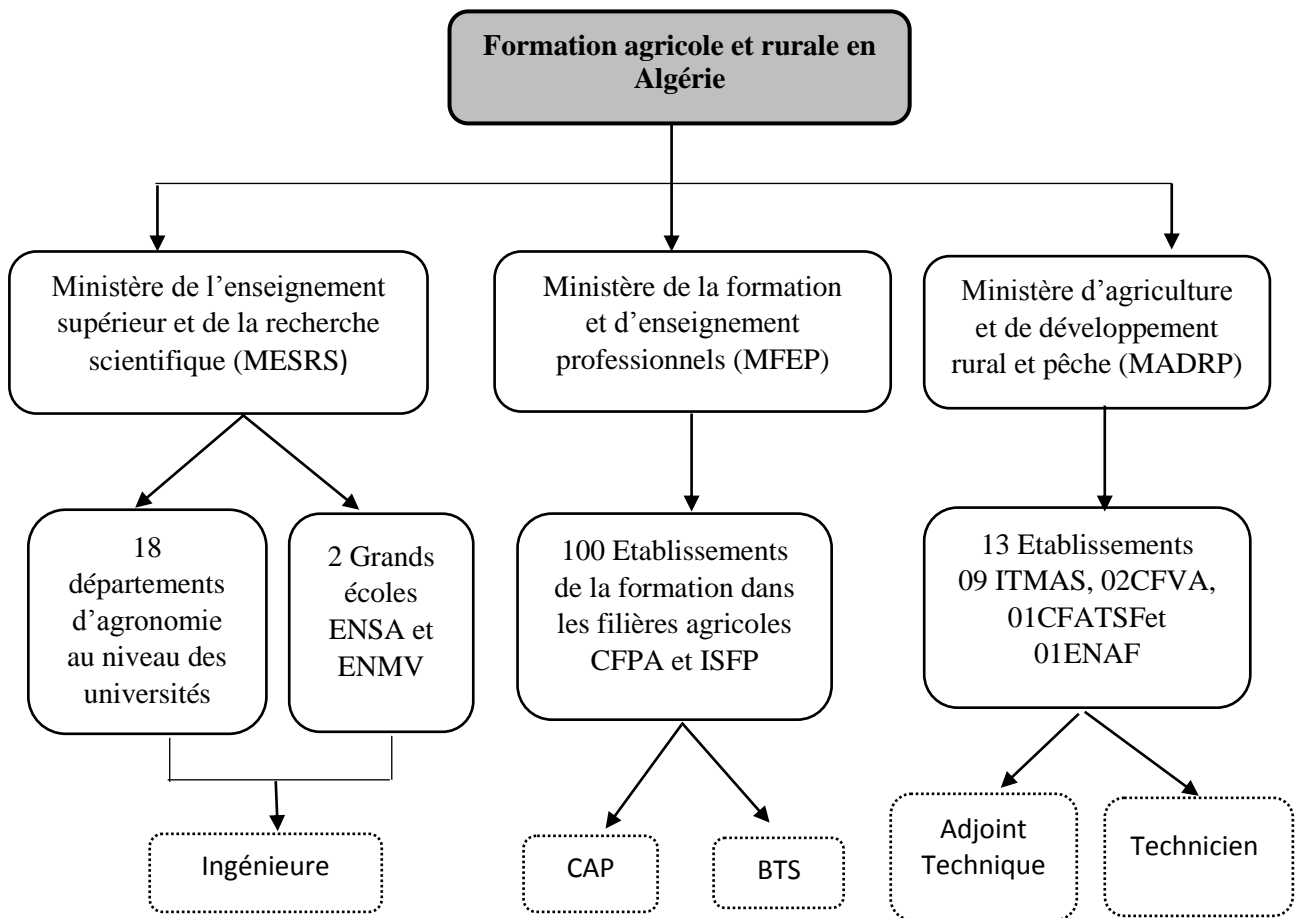 Formation agricole et rurale en
Algérie
Ministère de l’enseignement
supérieur et de la recherche
scientifique (MESRS)
Ministère de la formation
et d’enseignement
professionnels (MFEP)
Ministère d’agriculture
et de développement
rural et pêche (MADRP)
18
départements
d’agronomie
au niveau des
universités
2 Grands
écoles
ENSA et
ENMV
100 Etablissements
de la formation dans
les filières agricoles
CFPA et ISFP
13 Etablissements
09 ITMAS, 02CFVA,
01CFATSFet
01ENAF
Ingénieure
CAP
BTS
Adjoint
Technique
Technicien